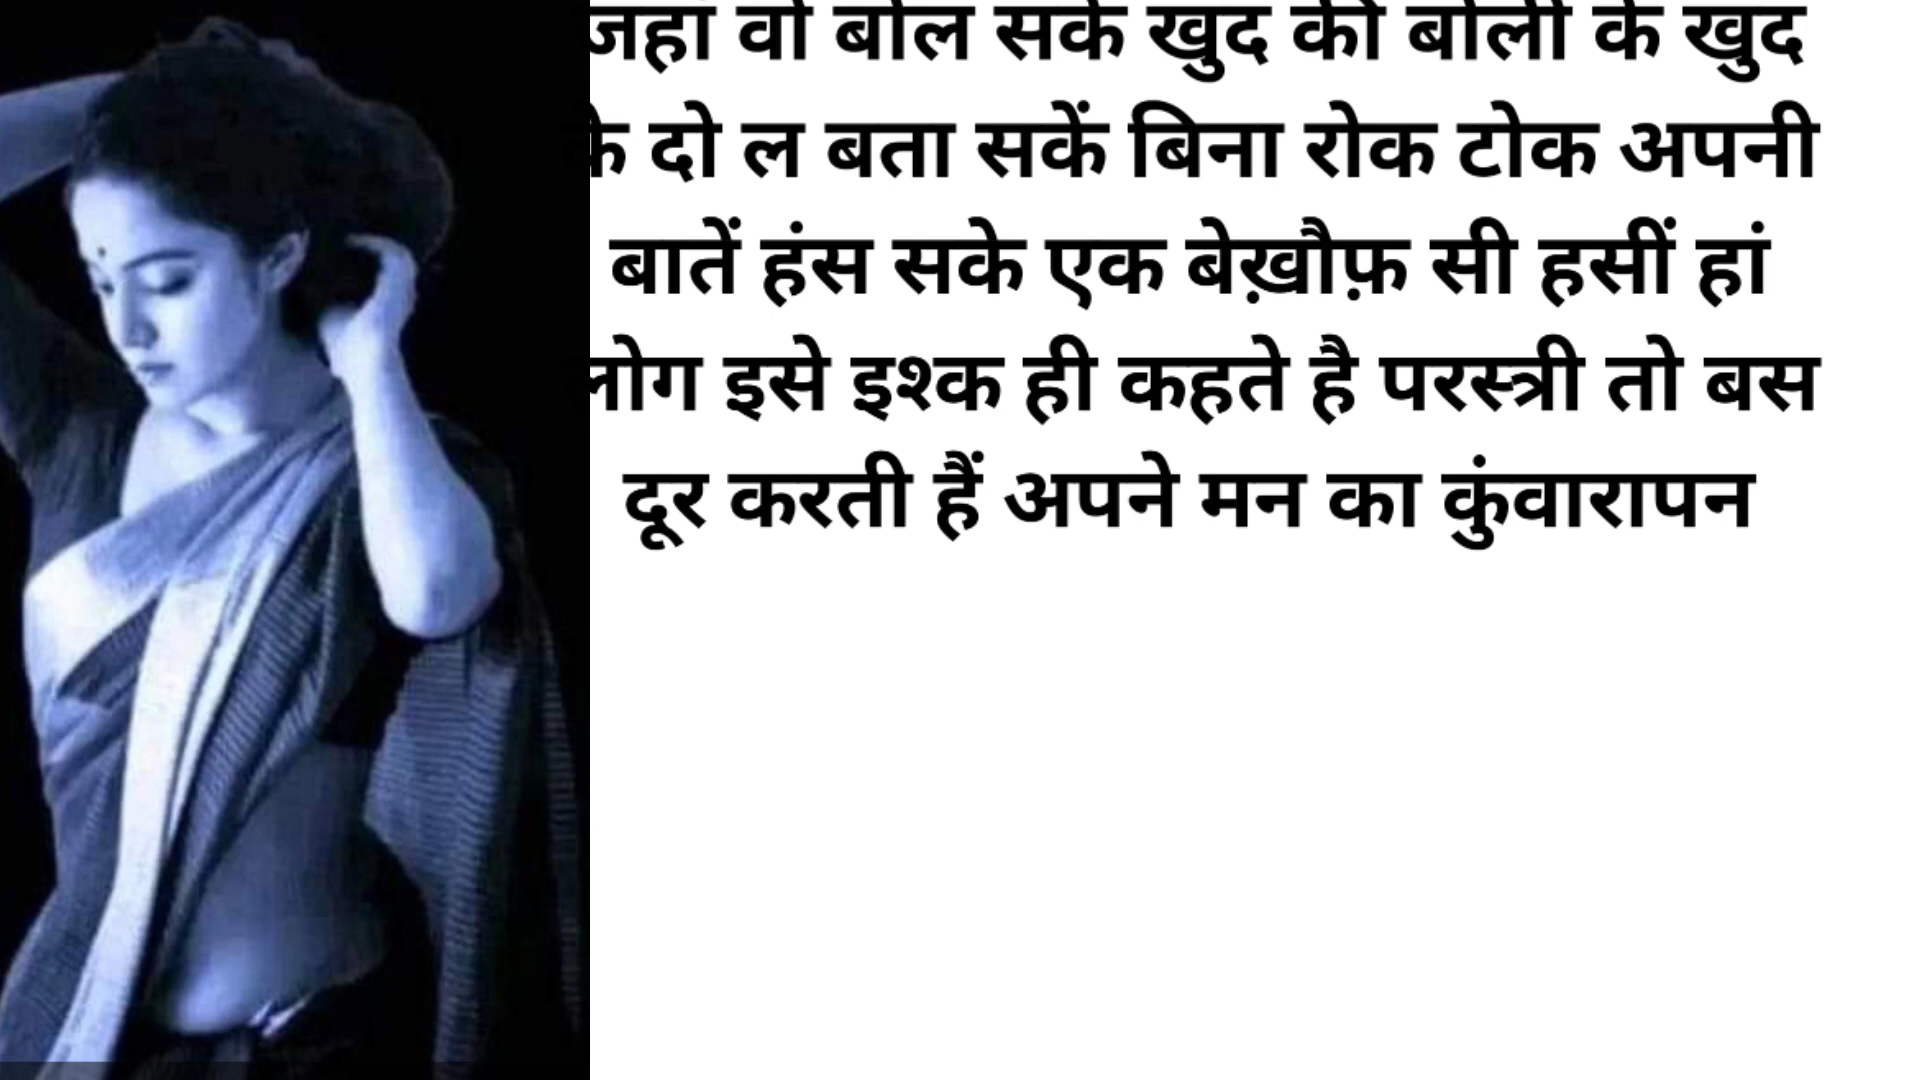 जहां वो बोल सके खुद की बोली के खुद
के दो ल बता सकें बिना रोक टोक अपनी
बातें हंस सके एक बेख़ौफ़ सी हसीं हां
लोग इसे इश्क ही कहते है परस्त्री तो बस
दूर करती हैं अपने मन का कुंवारापन